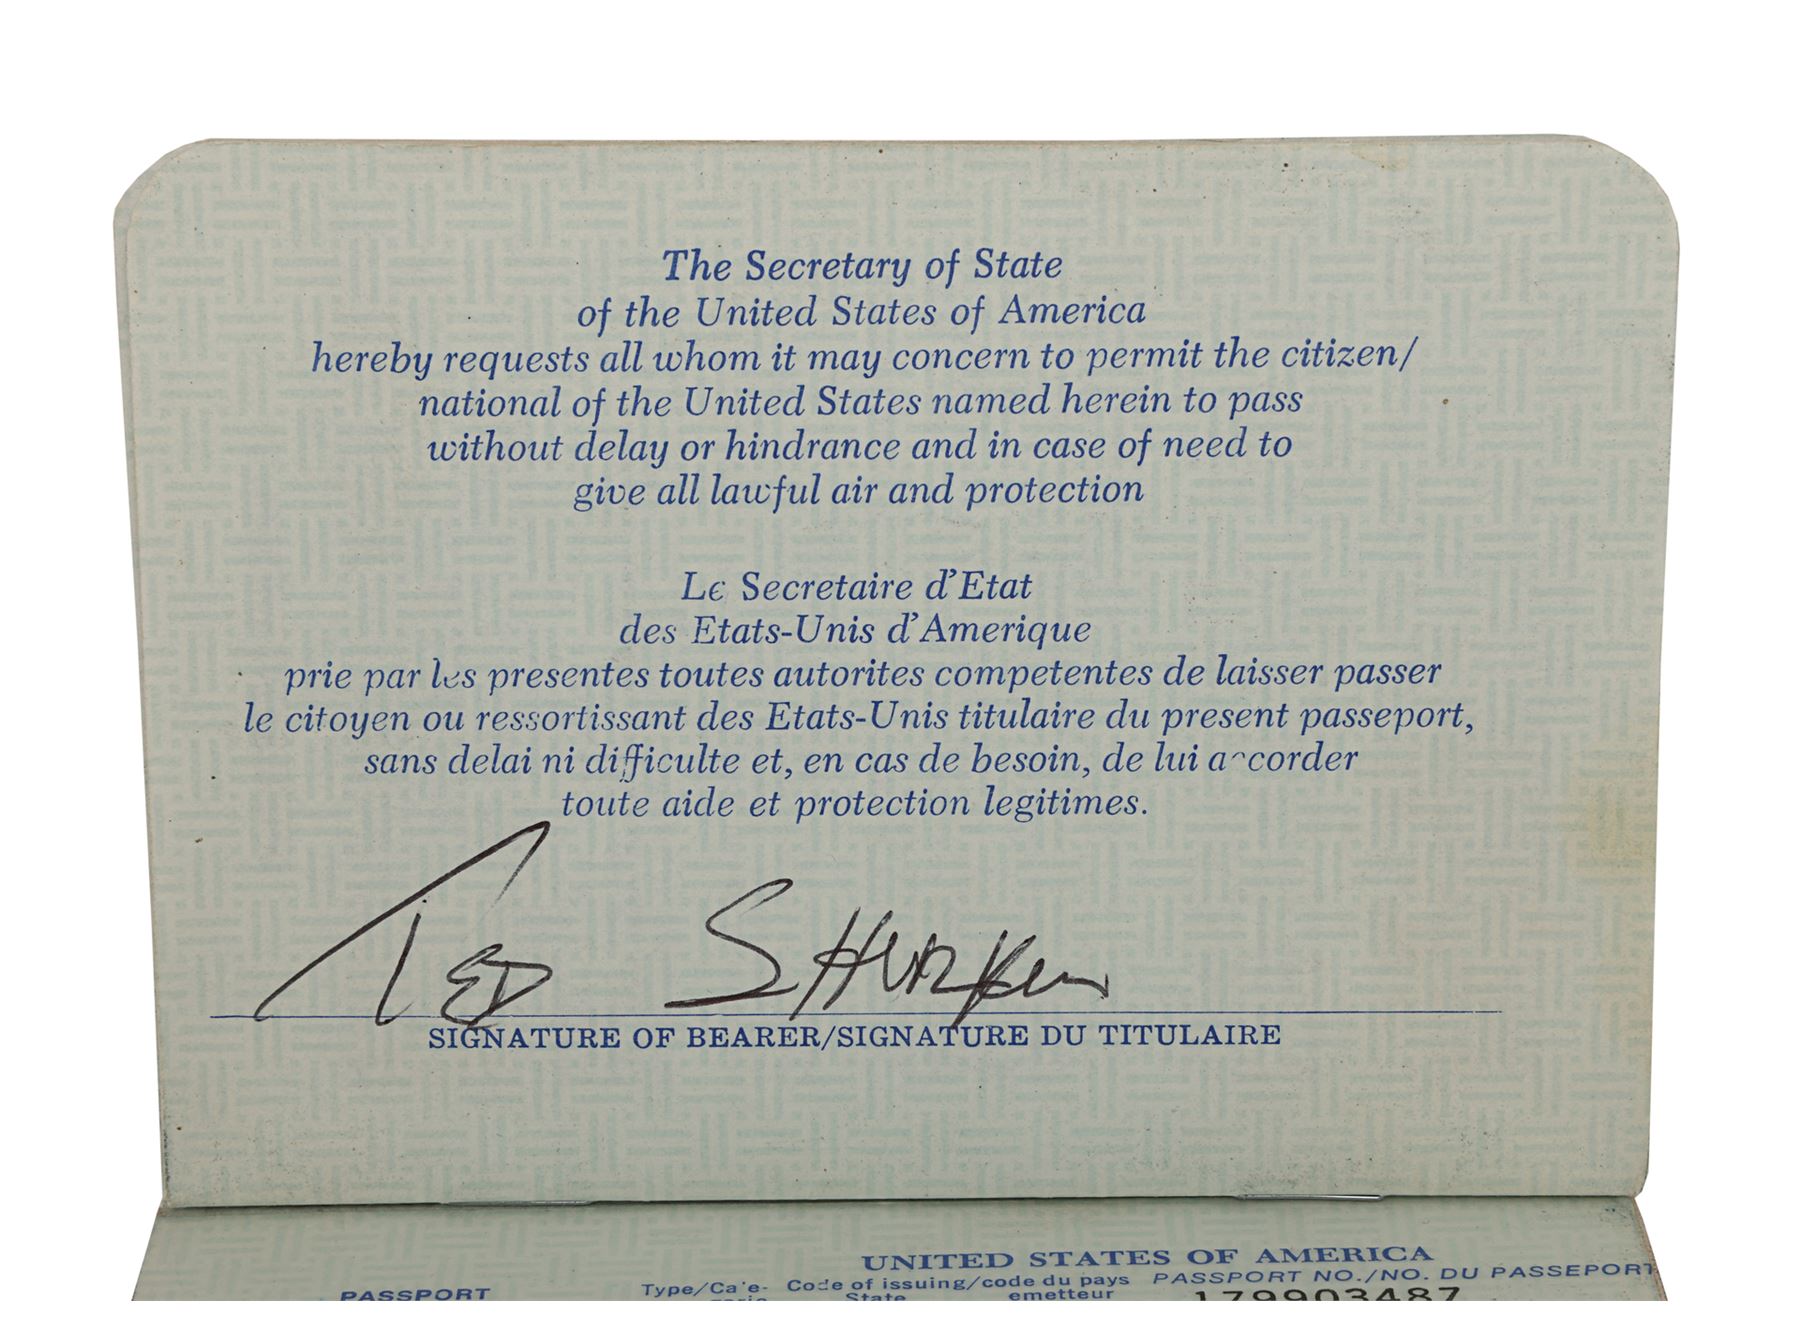 The Secretary of State
of the United States of America
hereby requests all whom it may concern to permit the citizen/
national of the United States named herein to pass
without delay or hindrance and in case of need to
give all lawful air and protection
Le Secretaire d'Etat
des Etats-Unis d'Amerique
prie par les presentes toutes autorites competentes de laisser passer
le citoyen ou ressortissant des Etats-Unis titulaire du present passeport,
sans delai ni difficulte et, en cas de besoin, de lui accorder
toute aide et protection legitimes.
TED SHURKER
SIGNATURE OF BEARER/SIGNATURE DU TITULAIRE
UNITED STATES OF AMERICA
PASSPORT Type/Cate- Code of issuing/code du pays PASSPORT NO./NO. DU PASSEPORT
State emetteur 179903487